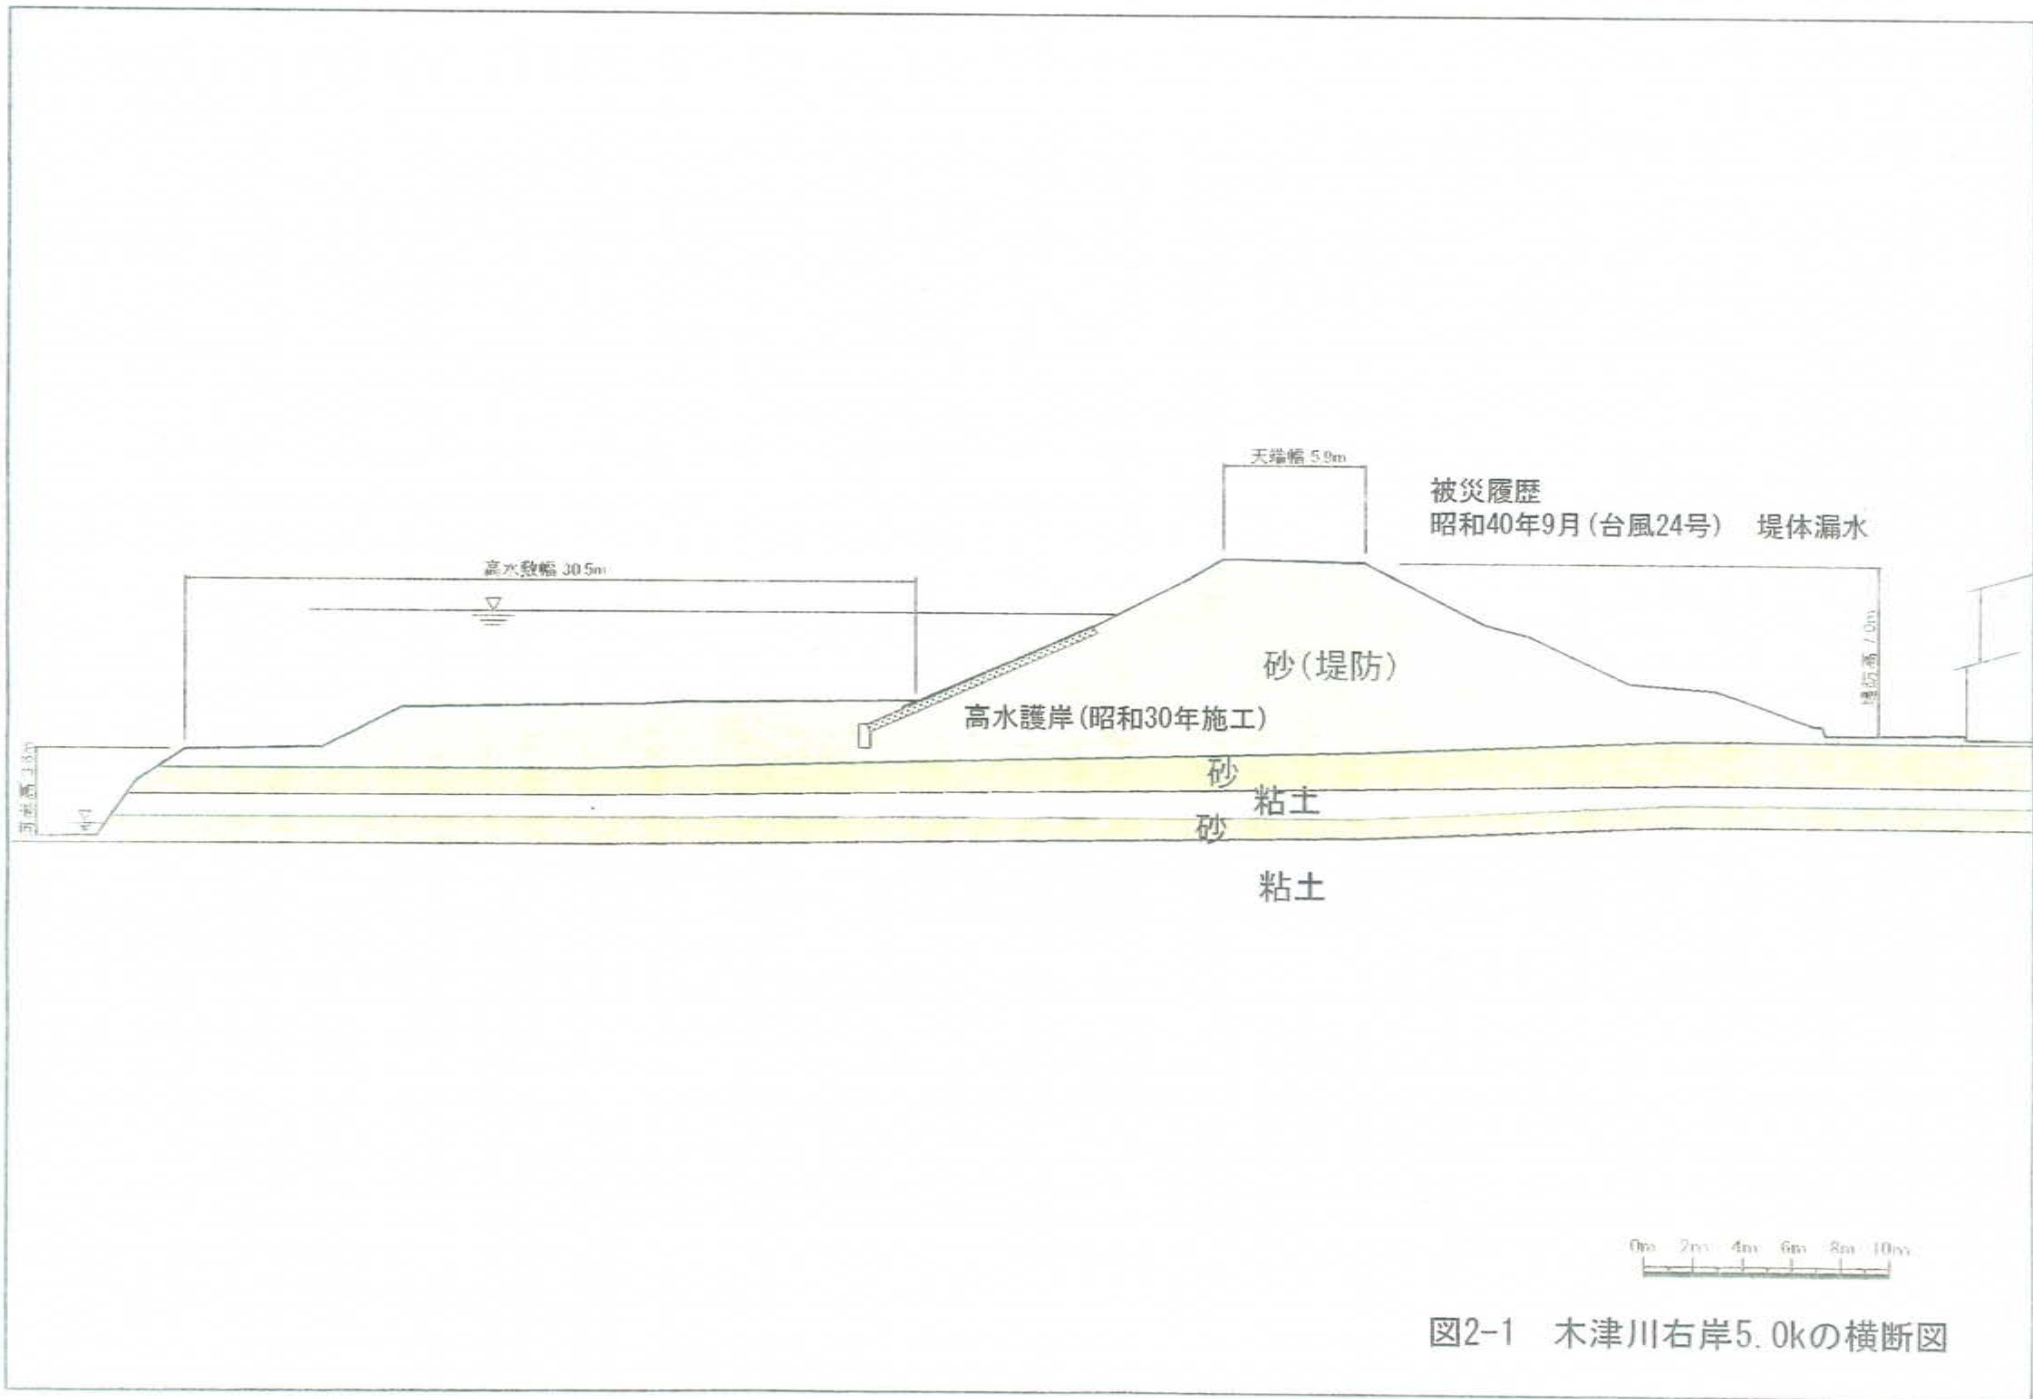 天端幅 5.9m
被災履歴
昭和40年9月(台風24号) 堤体漏水
高水敷幅 30.5m
堤防高 7.0m
砂(堤防)
高水護岸(昭和30年施工)
砂
粘土
砂
粘土
0m 2m 4m 6m 8m 10m
図2-1 木津川右岸5.0kの横断図